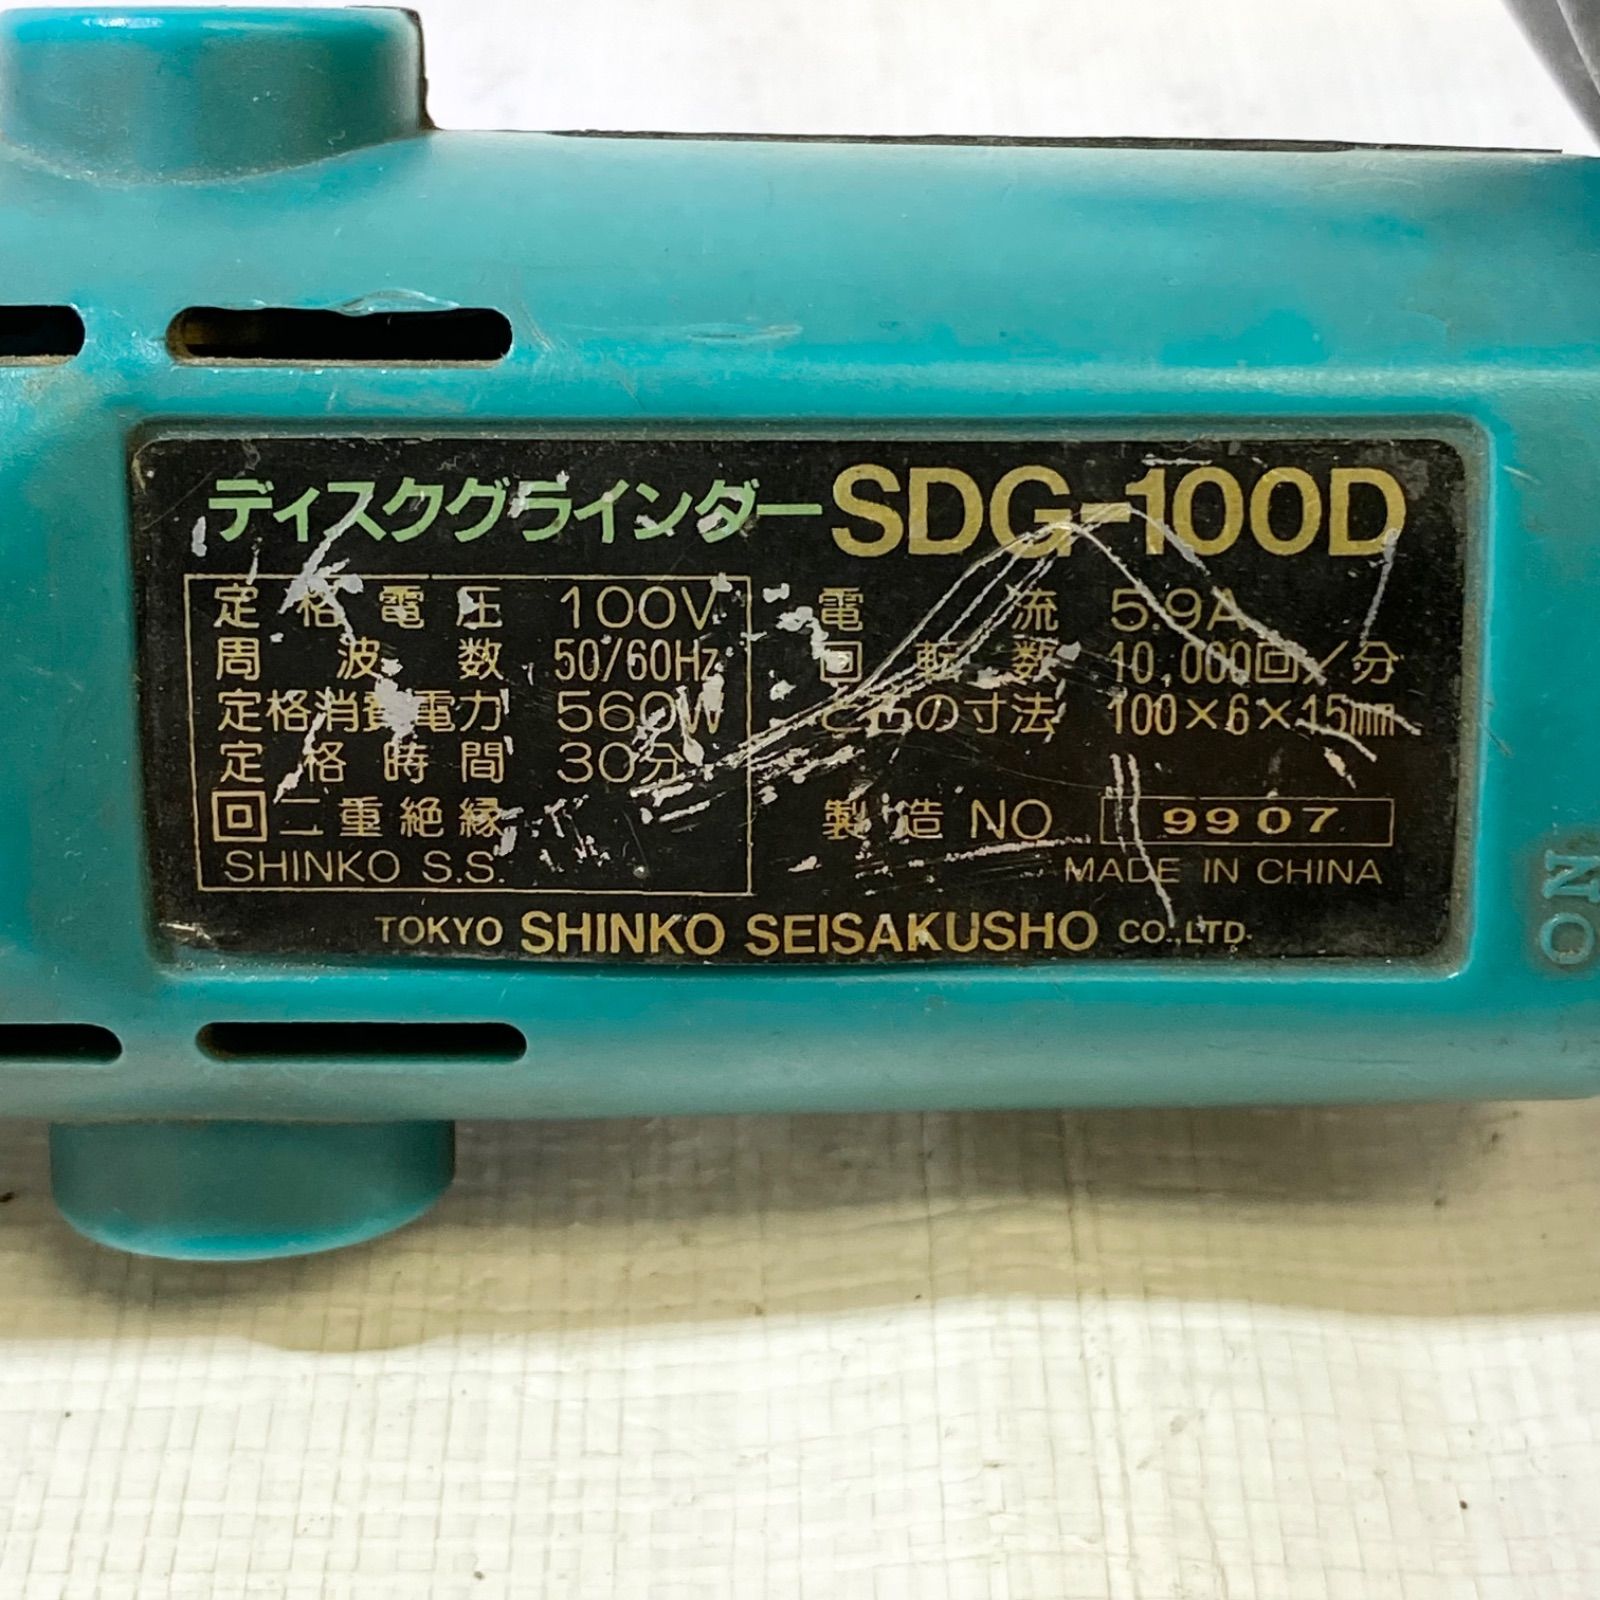 ディスクグラインダー SDG-100D
定格電圧 100V
周波数 50/60Hz
定格消費電力 560W
定格時間 30分
回 二重絶縁
SHINKO S.S.
電流 5.9A
回転数 10,000回/分
と石の寸法 100×6×15mm
製造NO 9907
MADE IN CHINA
TOKYO SHINKO SEISAKUSHO CO.,LTD.
NO